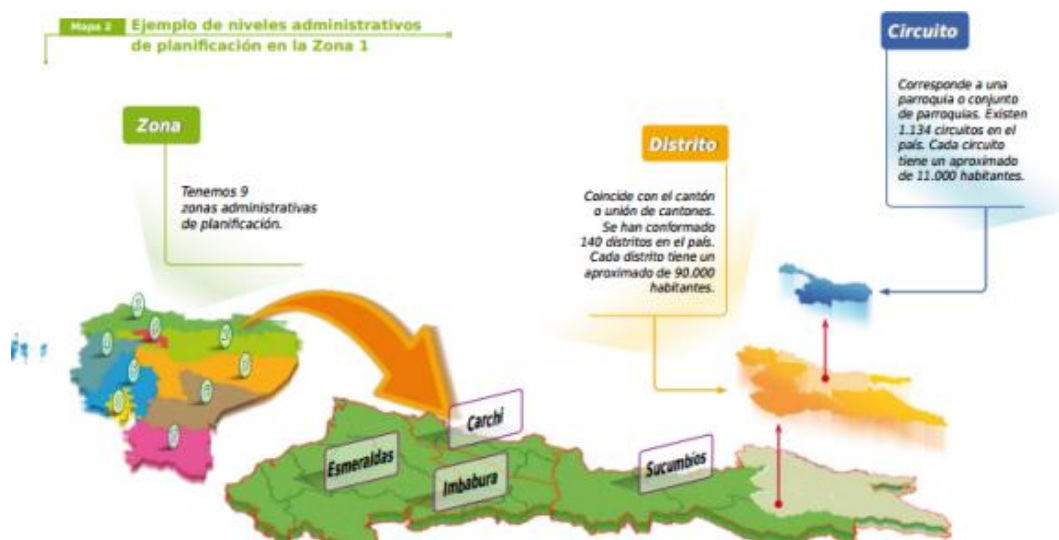 Mapa 2
Ejemplo de niveles administrativos
de planificación en la Zona 1
Zona
Tenemos 9
zonas administrativas
de planificación.
Distrito
Coincide con el cantón
o unión de cantones.
Se han conformado
140 distritos en el país.
Cada distrito tiene un
aproximado de 90.000
habitantes.
Circuito
Corresponde a una
parroquia o conjunto
de parroquias. Existen
1.134 circuitos en el
país. Cada circuito
tiene un aproximado
de 11.000 habitantes.
Carchi
Esmeraldas
Imbabura
Sucumbios